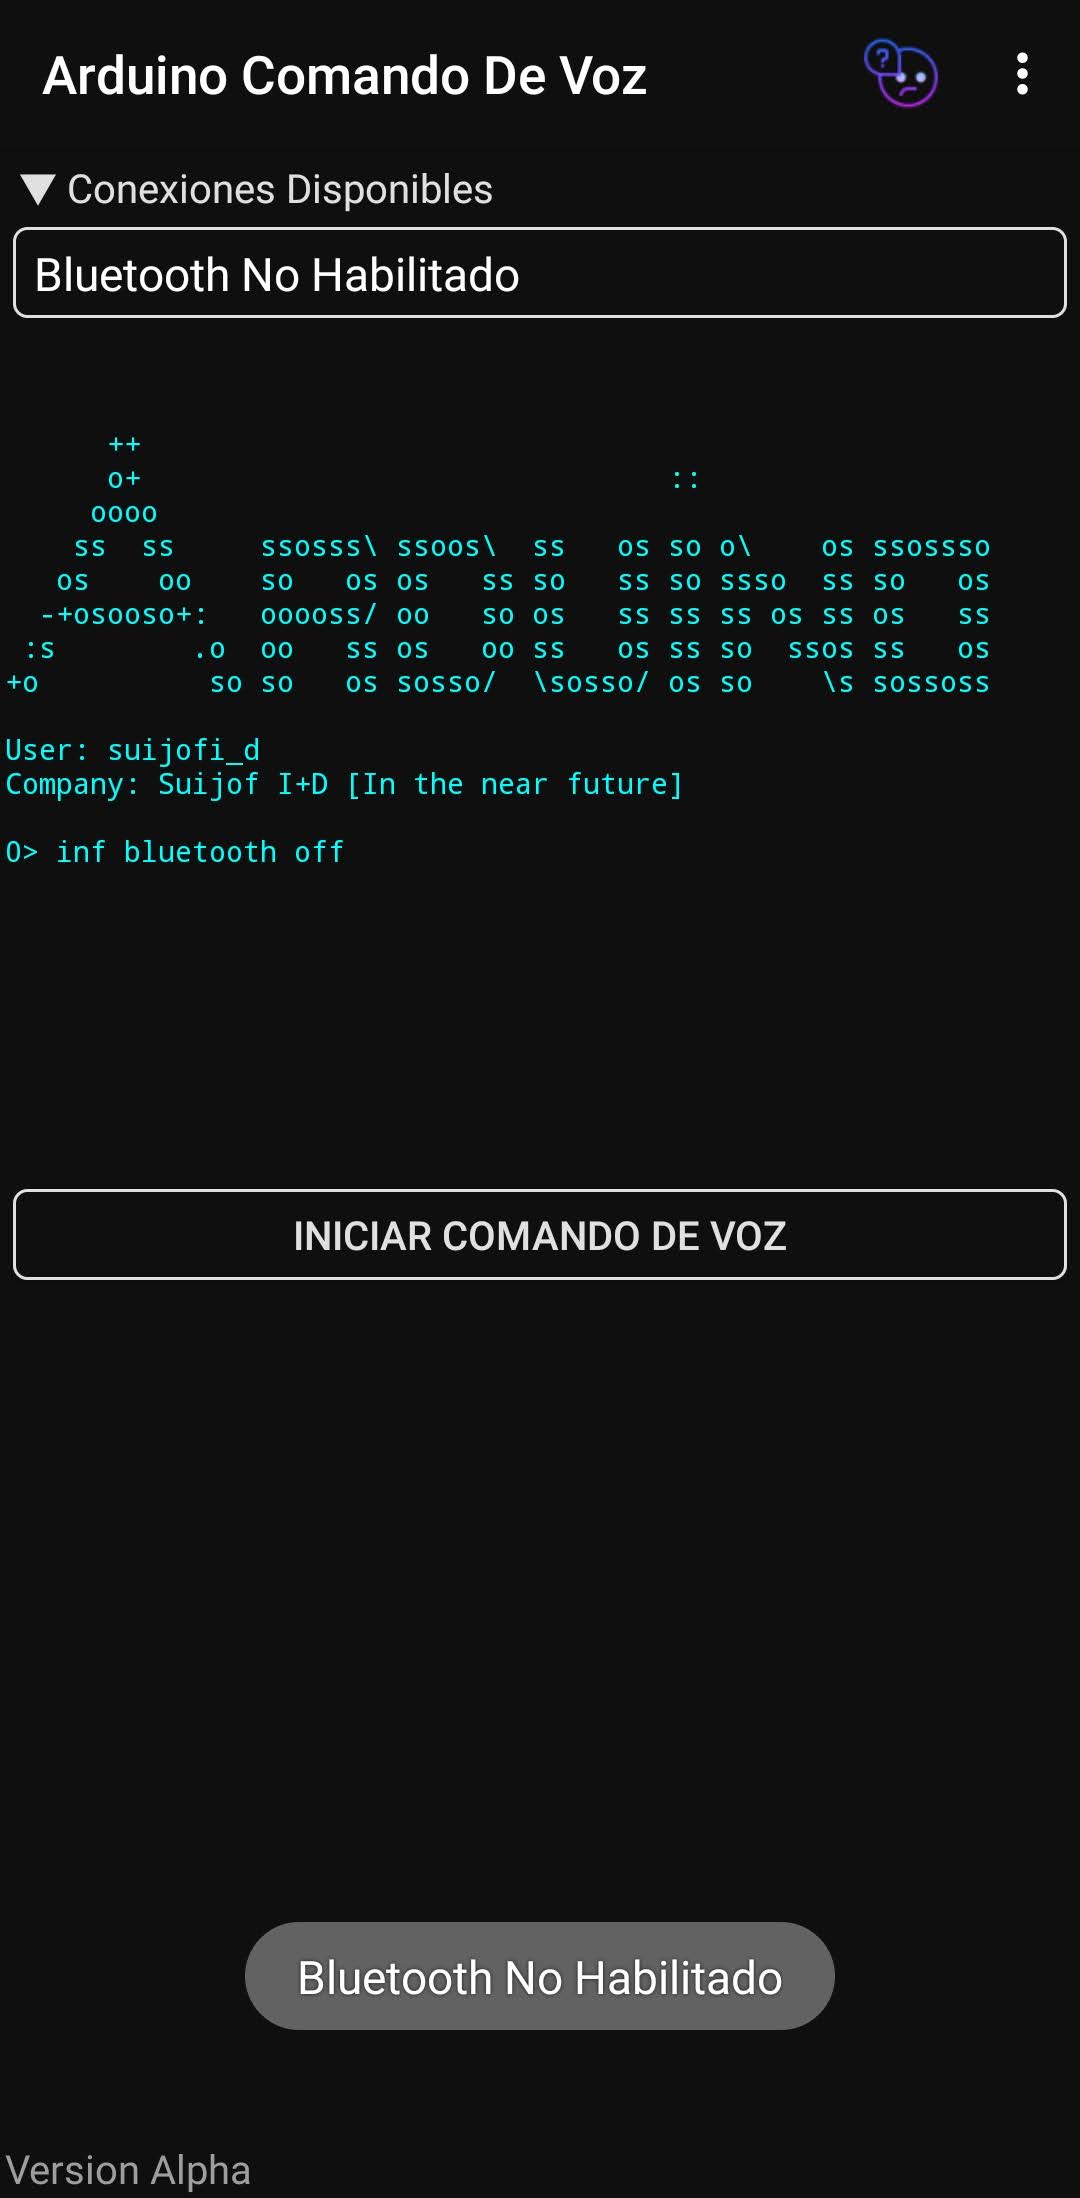 Arduino Comando De Voz
?
▼ Conexiones Disponibles
Bluetooth No Habilitado
      ++
      o+                                ::
     oooo
    ss  ss     ssosss\ ssoos\  ss   os so o\    os ssossso
   os    oo    so   os os   ss so   ss so ssso  ss so   os
  -+osooso+:   ooooss/ oo   so os   ss ss ss os ss os   ss
 :s        .o  oo   ss os   oo ss   os ss so  ssos ss   os
+o          so so   os sosso/  \sosso/ os so    \s sossoss
User: suijofi_d
Company: Suijof I+D [In the near future]
O> inf bluetooth off
INICIAR COMANDO DE VOZ
Bluetooth No Habilitado
Version Alpha